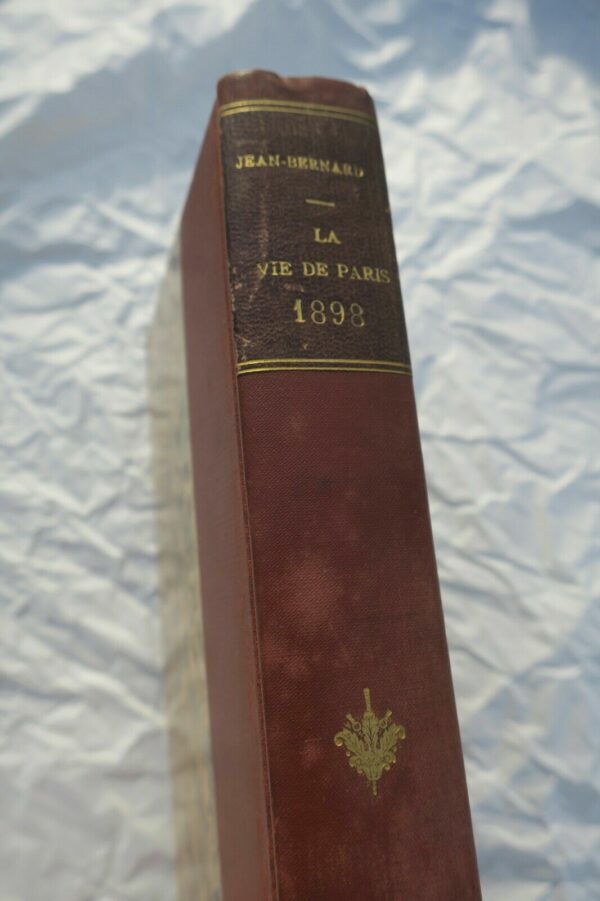 JEAN-BERNARD
LA
VIE DE PARIS
1898